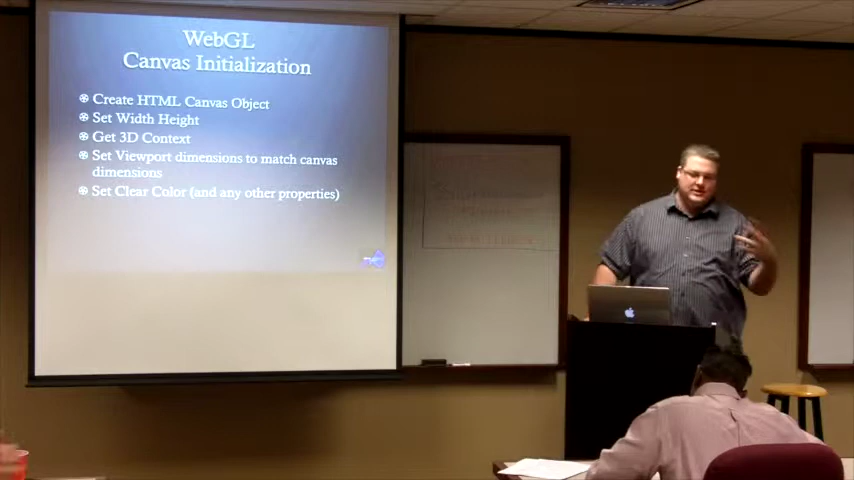 WebGL
Canvas Initialization
Create HTML Canvas Object
Set Width Height
Get 3D Context
Set Viewport dimensions to match canvas
dimensions
Set Clear Color (and any other properties)